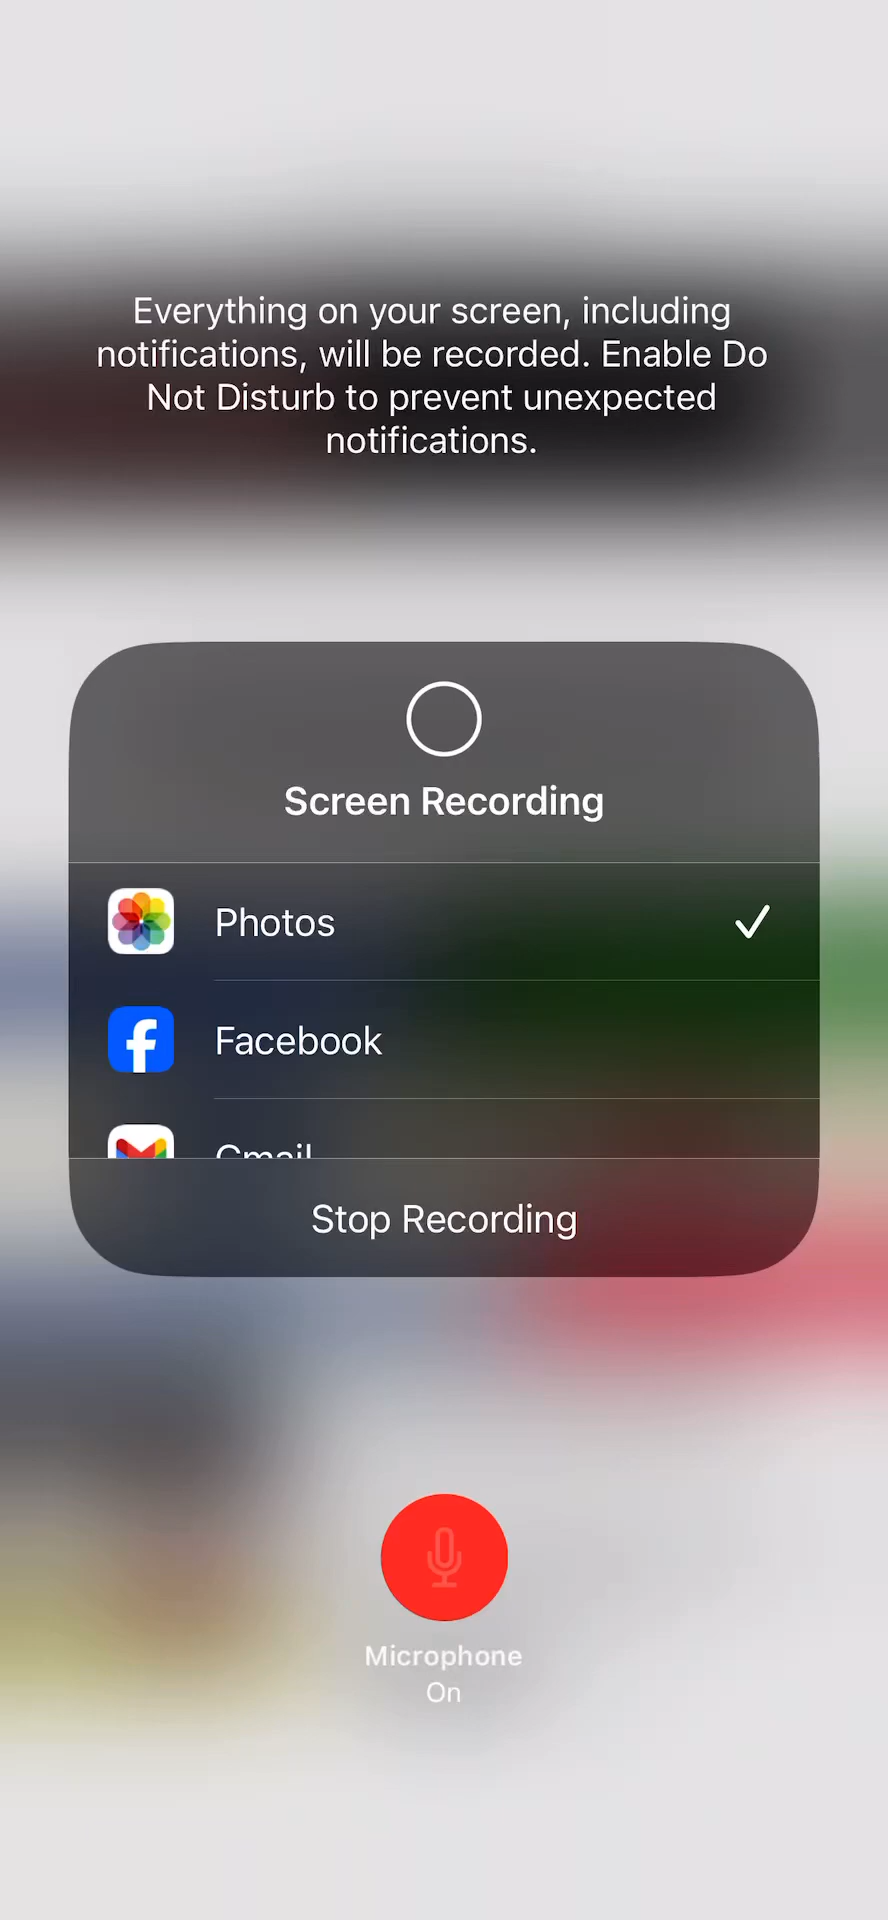 Everything on your screen, including
notifications, will be recorded. Enable Do
Not Disturb to prevent unexpected
notifications.
Screen Recording
Photos
Facebook
Gmail
Stop Recording
Microphone
On